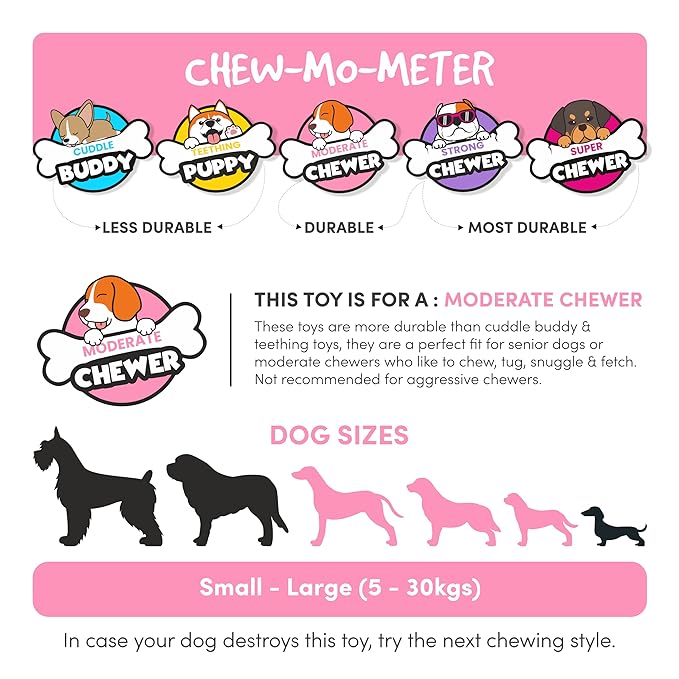 CHEW-MO-METER
CUDDLE
BUDDY
TEETHING
PUPPY
MODERATE
CHEWER
STRONG
CHEWER
SUPER
CHEWER
LESS DURABLE
DURABLE
MOST DURABLE
MODERATE
CHEWER
THIS TOY IS FOR A : MODERATE CHEWER
These toys are more durable than cuddle buddy &
teething toys, they are a perfect fit for senior dogs or
moderate chewers who like to chew, tug, snuggle & fetch.
Not recommended for aggressive chewers.
DOG SIZES
Small - Large (5 - 30kgs)
In case your dog destroys this toy, try the next chewing style.